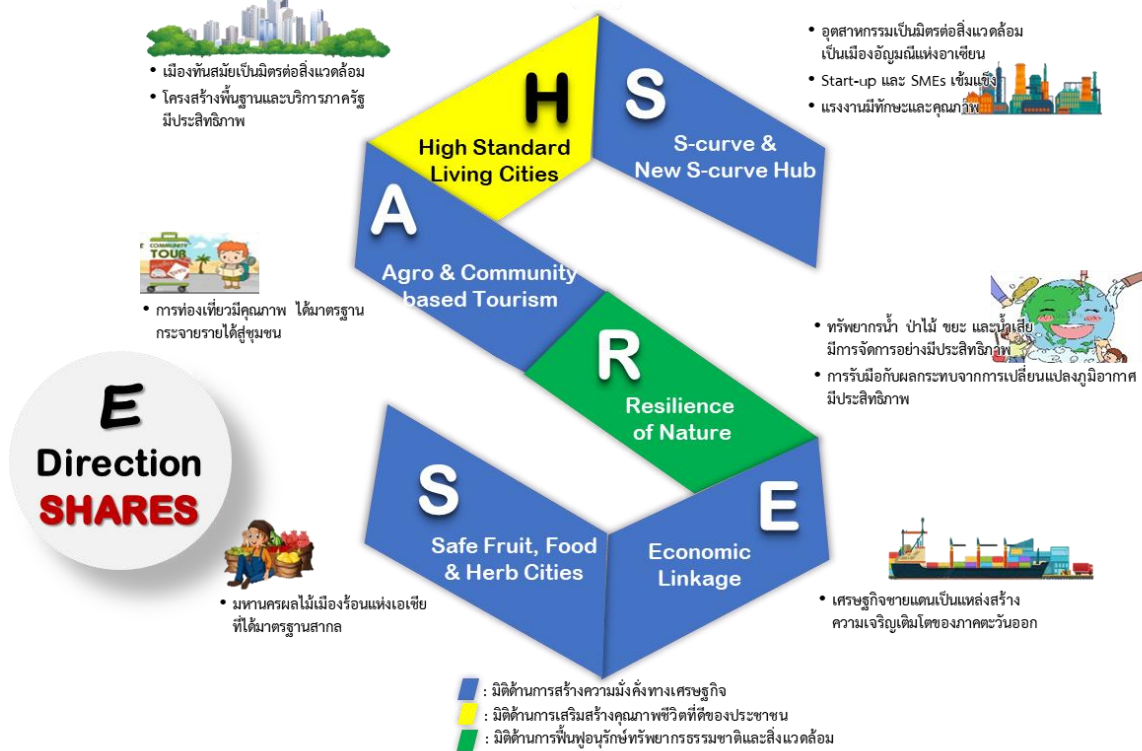 • เมืองทันสมัยเป็นมิตรต่อสิ่งแวดล้อม
• โครงสร้างพื้นฐานและบริการภาครัฐ
มีประสิทธิภาพ
H
High Standard
Living Cities
S
S-curve &
New S-curve Hub
• อุตสาหกรรมเป็นมิตรต่อสิ่งแวดล้อม
เป็นเมืองอัญมณีแห่งอาเซียน
• Start-up และ SMEs เข้มแข็ง
• แรงงานมีทักษะและคุณภาพ
A
Agro & Community
based Tourism
COMMUNITY
TOUR
• การท่องเที่ยวมีคุณภาพ ได้มาตรฐาน
กระจายรายได้สู่ชุมชน
R
Resilience
of Nature
• ทรัพยากรน้ำ ป่าไม้ ขยะ และน้ำเสีย
มีการจัดการอย่างมีประสิทธิภาพ
• การรับมือกับผลกระทบจากการเปลี่ยนแปลงภูมิอากาศ
มีประสิทธิภาพ
E
Direction
SHARES
S
Safe Fruit, Food
& Herb Cities
E
Economic
Linkage
• มหานครผลไม้เมืองร้อนแห่งเอเชีย
ที่ได้มาตรฐานสากล
• เศรษฐกิจชายแดนเป็นแหล่งสร้าง
ความเจริญเติมโตของภาคตะวันออก
: มิติด้านการสร้างความมั่งคั่งทางเศรษฐกิจ
: มิติด้านการเสริมสร้างคุณภาพชีวิตที่ดีของประชาชน
: มิติด้านการฟื้นฟูอนุรักษ์ทรัพยากรธรรมชาติและสิ่งแวดล้อม